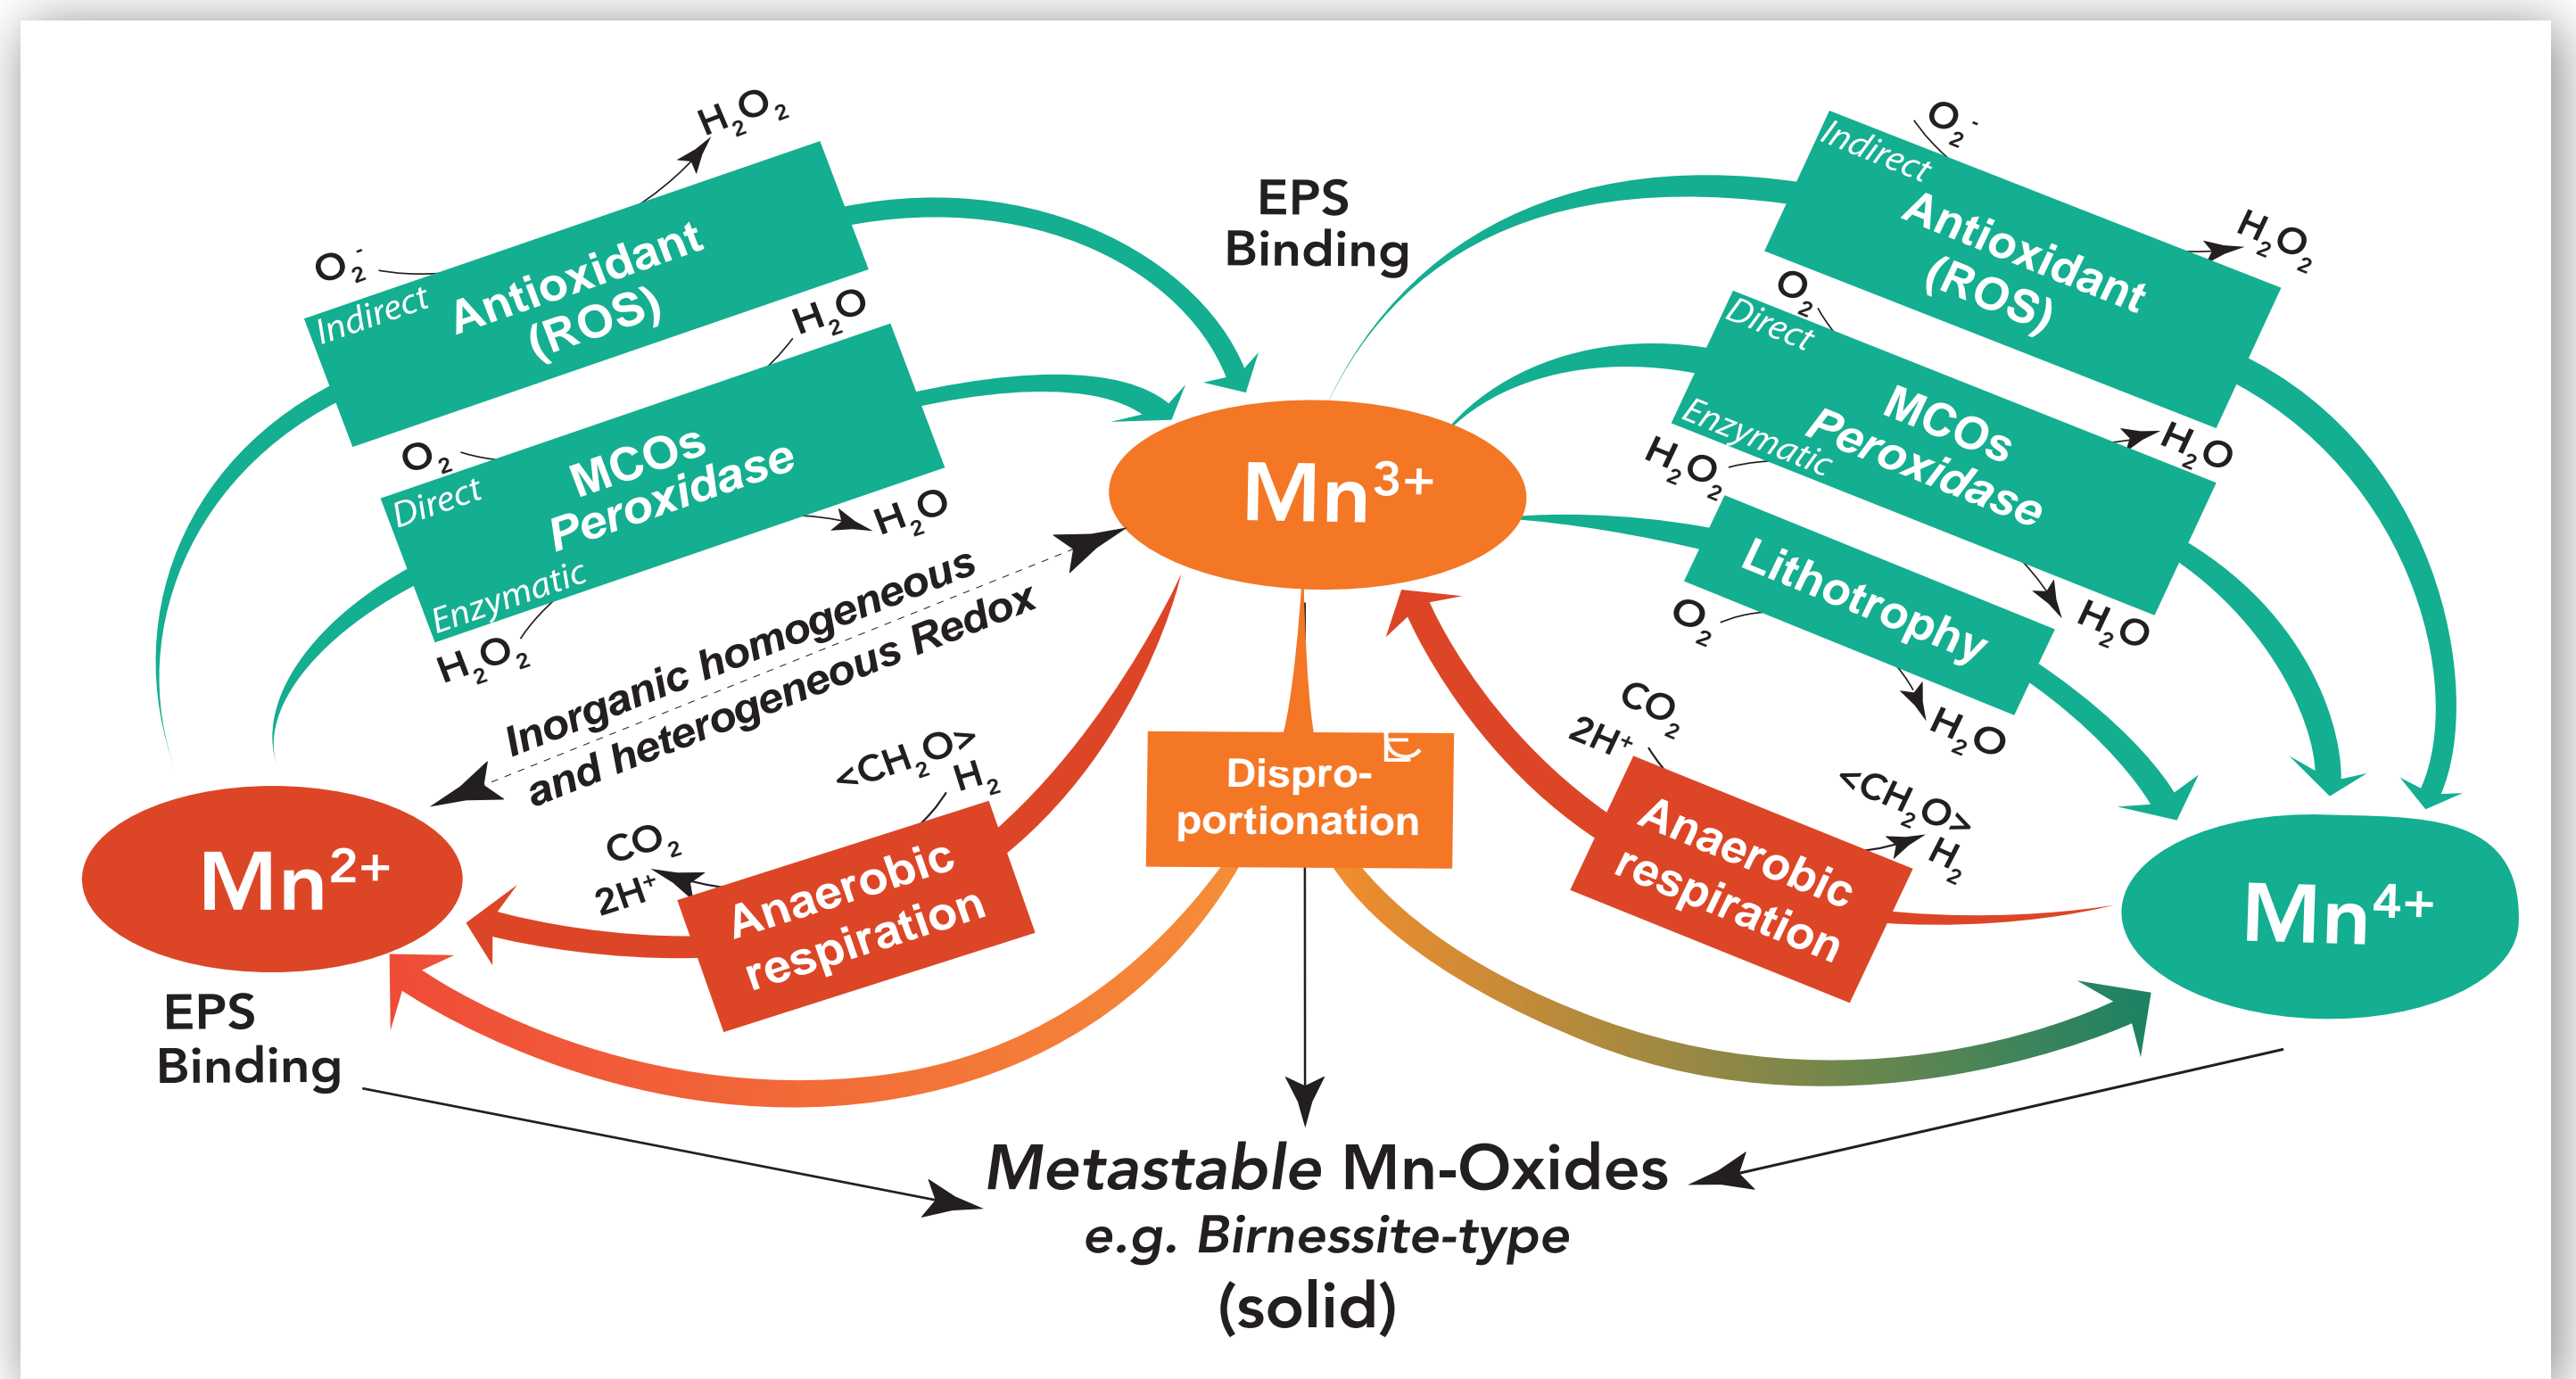 H2O2
O2-
Indirect
Antioxidant
(ROS)
H2O
O2
Direct
MCOs
Peroxidase
Enzymatic
H2O
H2O2
Inorganic homogeneous
and heterogeneous Redox
EPS
Binding
Mn3+
O2-
Indirect
Antioxidant
(ROS)
H2O2
O2
Direct
MCOs
Peroxidase
Enzymatic
H2O
H2O2
H2O
Lithotrophy
O2
H2O
<CH2O>
H2
CO2
2H+
Anaerobic
respiration
Dispro-
portionation
CO2
2H+
<CH2O>
H2
Anaerobic
respiration
Mn2+
Mn4+
EPS
Binding
Metastable Mn-Oxides
e.g. Birnessite-type
(solid)